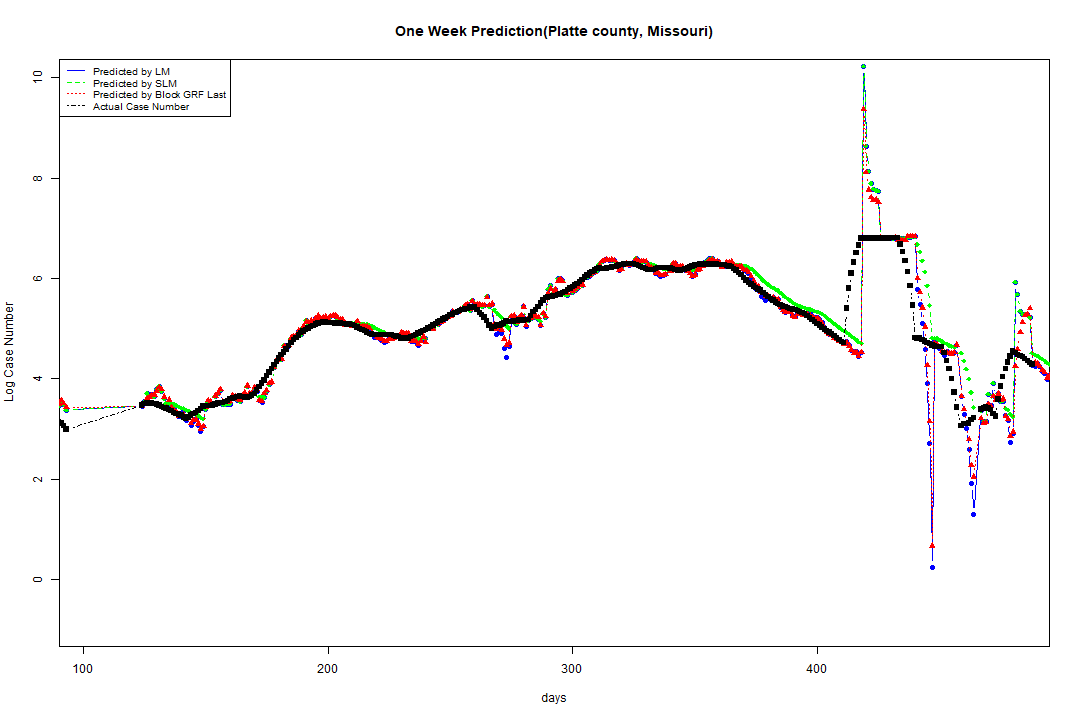 One Week Prediction(Platte county, Missouri)
Predicted by LM
Predicted by SLM
Predicted by Block GRF Last
Actual Case Number
Log Case Number
10
8
6
4
2
0
100
200
300
400
days